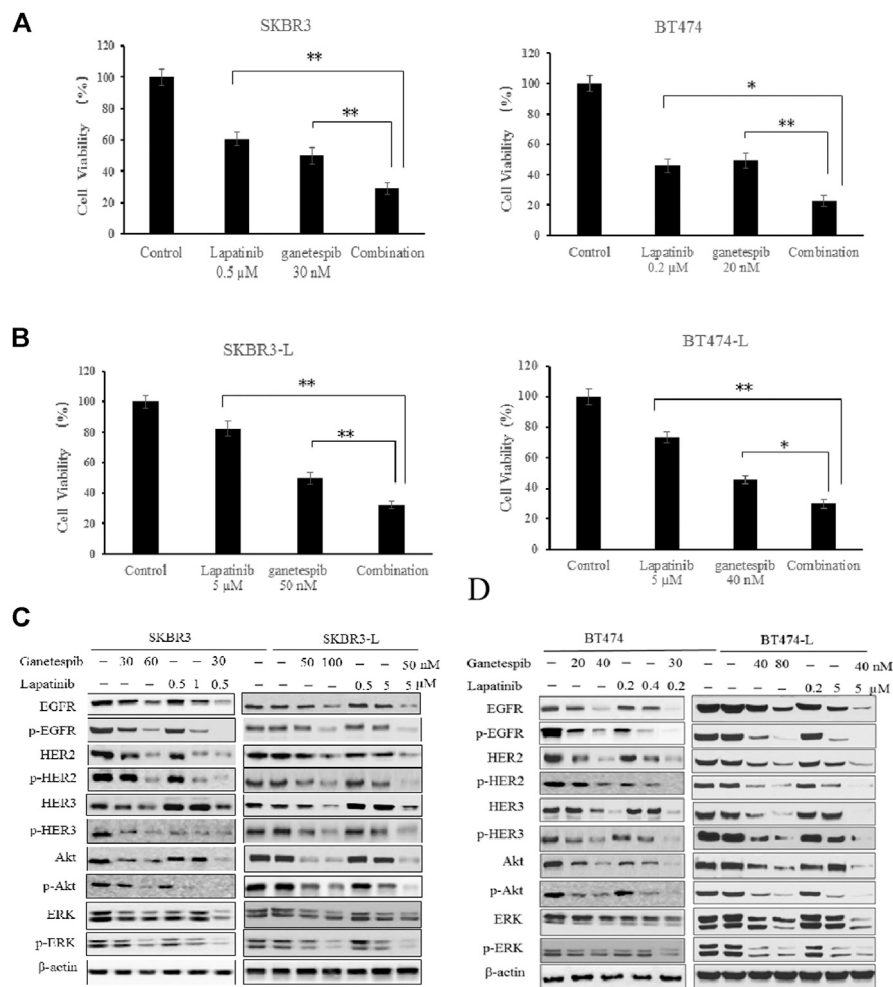 A
SKBR3
120
100
80
60
40
20
0
Cell Viability (%)
**
**
Control Lapatinib ganetespib Combination
0.5 μM 30 nM
BT474
120
100
80
60
40
20
0
Cell Viability (%)
*
**
Control Lapatinib ganetespib Combination
0.2 μM 20 nM
B
SKBR3-L
120
100
80
60
40
20
0
Cell Viability (%)
**
**
Control Lapatinib ganetespib Combination
5 μM 50 nM
BT474-L
120
100
80
60
40
20
0
Cell Viability (%)
**
*
Control Lapatinib ganetespib Combination
5 μM 40 nM
C
SKBR3 SKBR3-L
Ganetespib – 30 60 – – 30 – – 50 100 – – 50 nM
Lapatinib – – – 0.5 1 0.5 – – – – 0.5 5 5 μM
EGFR
p-EGFR
HER2
p-HER2
HER3
p-HER3
Akt
p-Akt
ERK
p-ERK
β-actin
D
BT474 BT474-L
Ganetespib – 20 40 – – 30 – – 40 80 – – 40 nM
Lapatinib – – – 0.2 0.4 0.2 – – – – 0.2 5 5 μM
EGFR
p-EGFR
HER2
p-HER2
HER3
p-HER3
Akt
p-Akt
ERK
p-ERK
β-actin